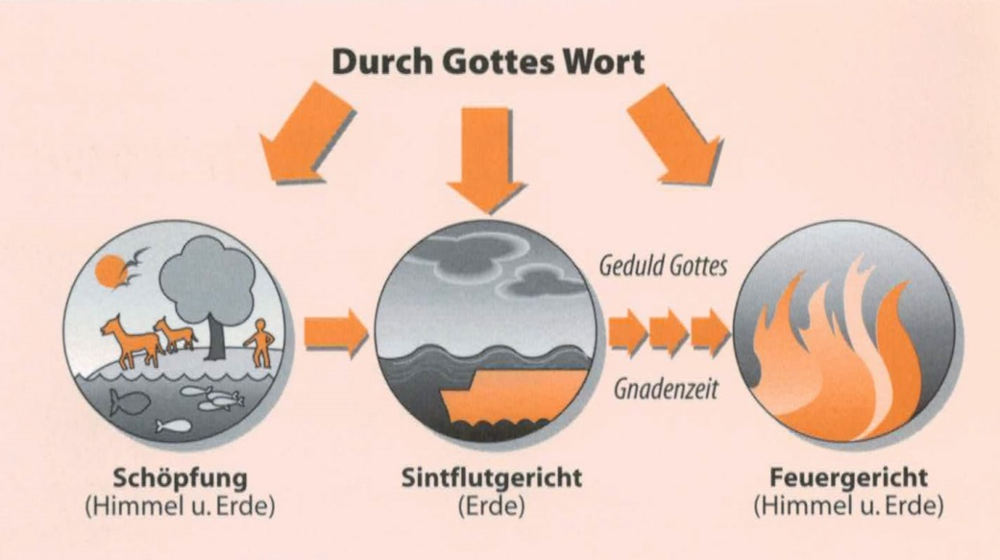 Durch Gottes Wort
Geduld Gottes
Gnadenzeit
Schöpfung
(Himmel u. Erde)
Sintflutgericht
(Erde)
Feuergericht
(Himmel u. Erde)